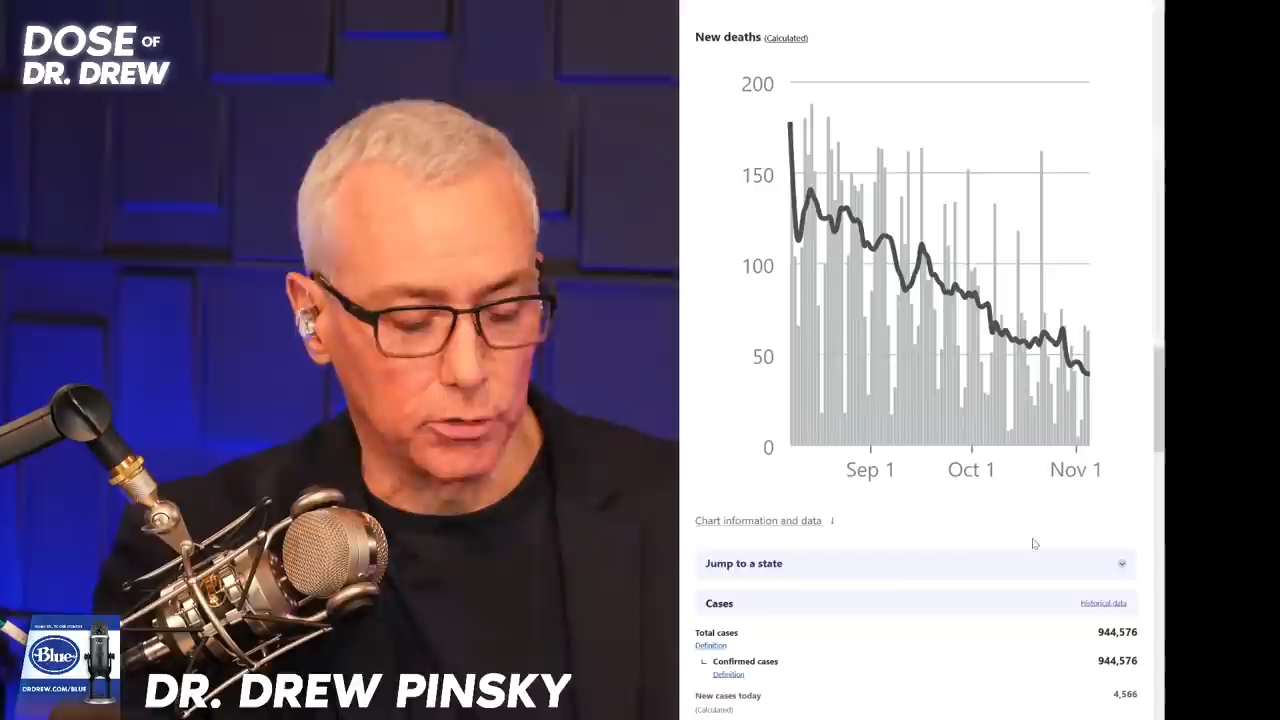 DOSE OF
DR. DREW
New deaths (Calculated)
200
150
100
50
0
Sep 1
Oct 1
Nov 1
Chart information and data ↓
Jump to a state
Cases
Historical data
Total cases
944,576
Definition
Confirmed cases
944,576
Definition
New cases today
4,566
(Calculated)
Blue
DRDREW.COM/BLUE
DR. DREW PINSKY